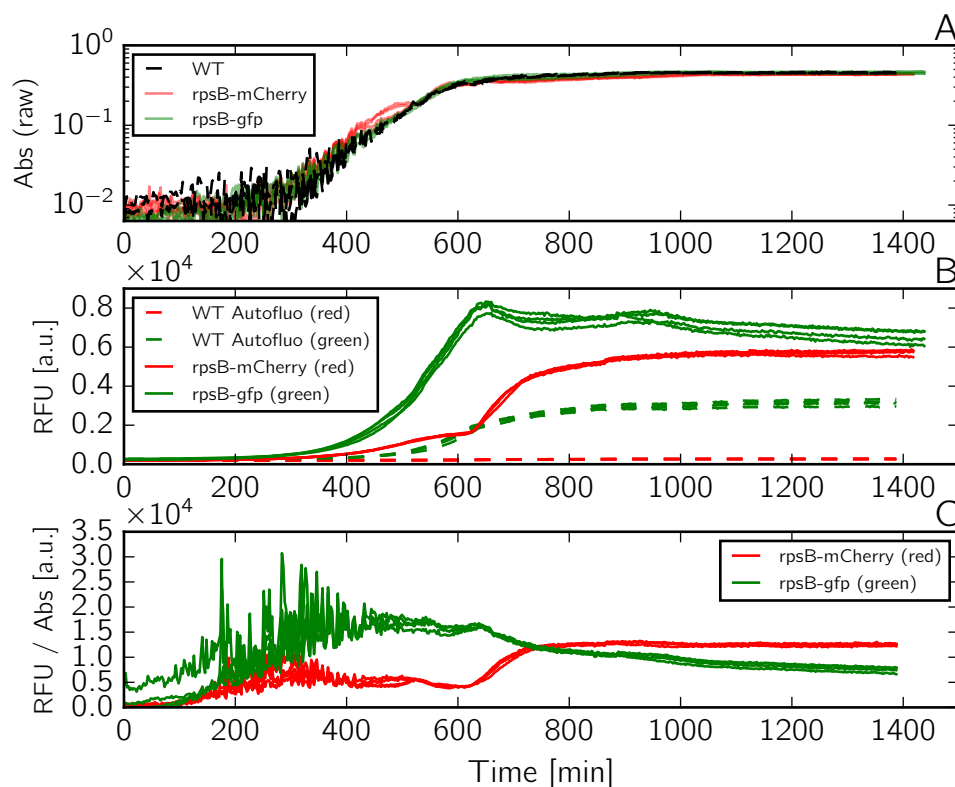 A
10^0
10^{-1}
10^{-2}
Abs (raw)
WT
rpsB-mCherry
rpsB-gfp
0 200 400 600 800 1000 1200 1400
×10^4
B
0.8
0.6
0.4
0.2
0.0
RFU [a.u.]
WT Autofluo (red)
WT Autofluo (green)
rpsB-mCherry (red)
rpsB-gfp (green)
0 200 400 600 800 1000 1200 1400
×10^4
C
3.5
3.0
2.5
2.0
1.5
1.0
0.5
0.0
RFU / Abs [a.u.]
rpsB-mCherry (red)
rpsB-gfp (green)
0 200 400 600 800 1000 1200 1400
Time [min]